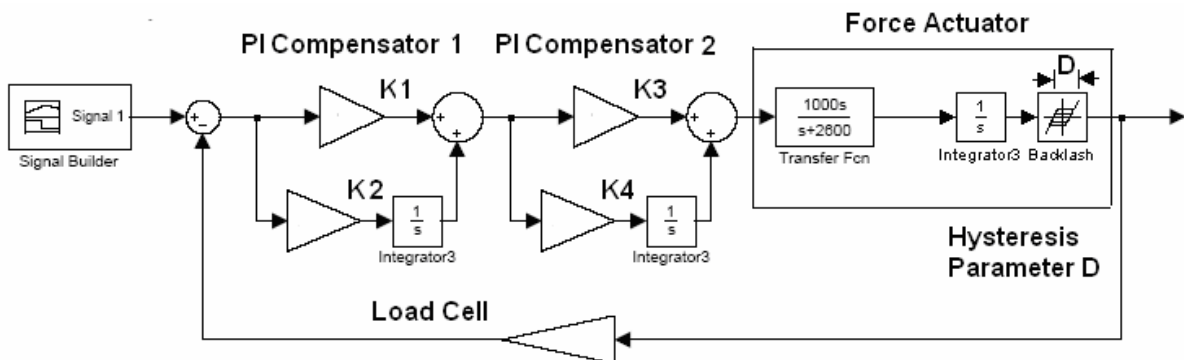 PI Compensator 1
PI Compensator 2
Force Actuator
K1
K3
D
Signal 1
+
−
+
+
+
+
1000s
s+2600
1
s
Signal Builder
Transfer Fcn
Integrator3
Backlash
K2
K4
1
s
1
s
Integrator3
Integrator3
Hysteresis
Parameter D
Load Cell